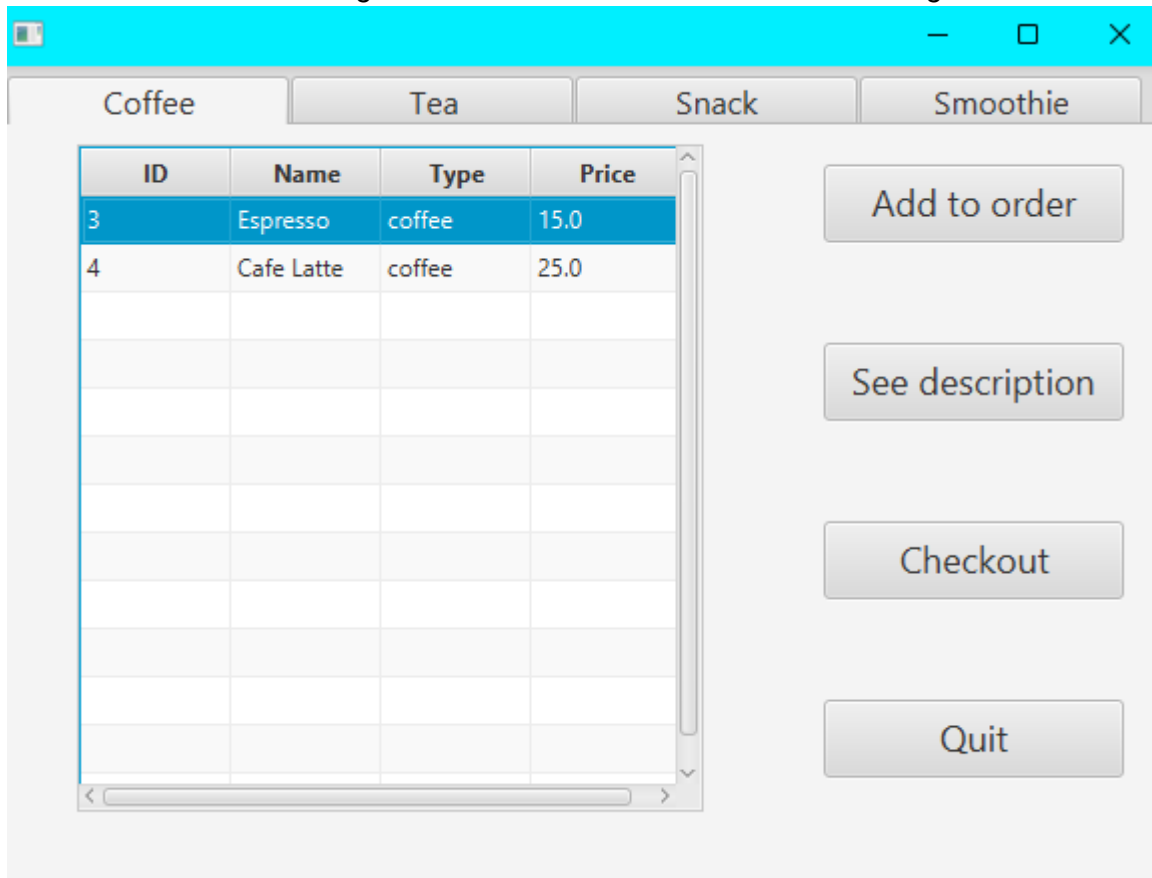 Coffee Tea Snack Smoothie
ID Name Type Price
3 Espresso coffee 15.0
4 Cafe Latte coffee 25.0
Add to order
See description
Checkout
Quit